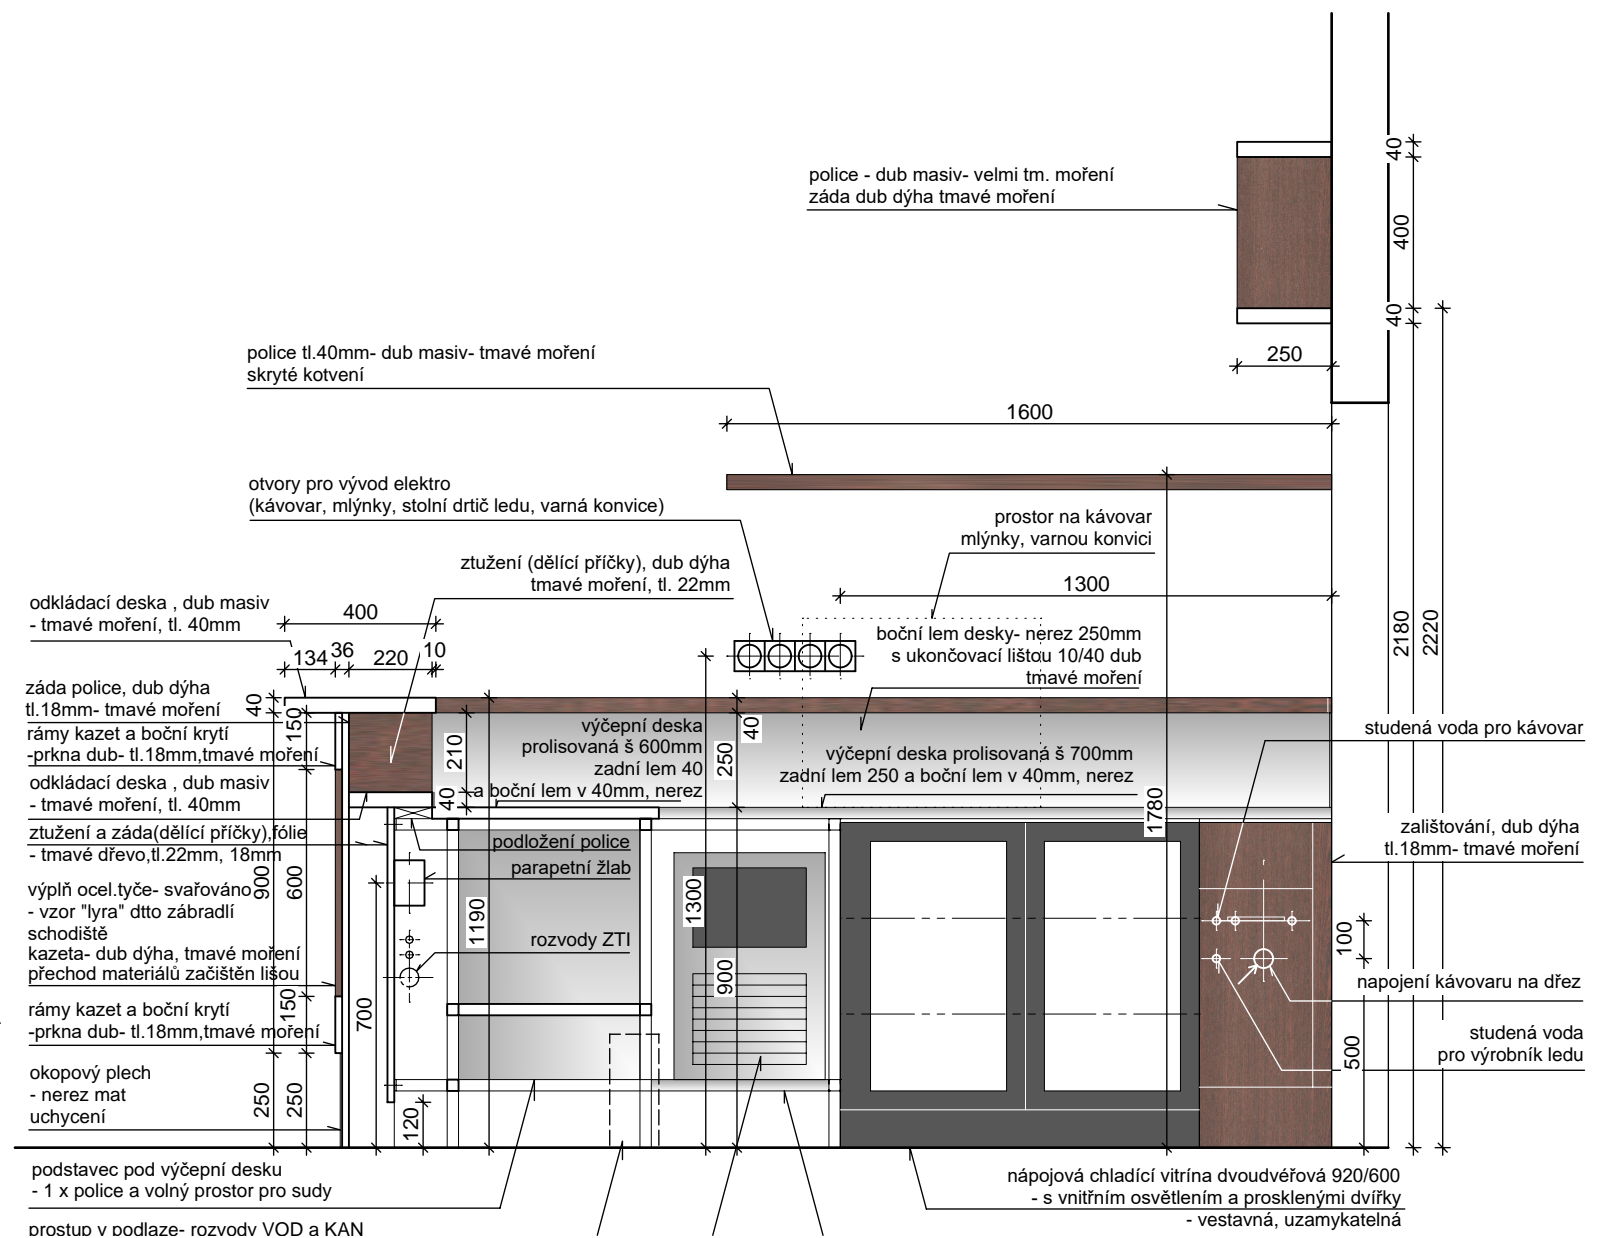 police - dub masiv- velmi tm. moření
záda dub dýha tmavé moření
40
400
40
250
police tl.40mm- dub masiv- tmavé moření
skryté kotvení
1600
otvory pro vývod elektro
(kávovar, mlýnky, stolní drtič ledu, varná konvice)
prostor na kávovar
mlýnky, varnou konvici
ztužení (dělící příčky), dub dýha
tmavé moření, tl. 22mm
1300
odkládací deska , dub masiv
- tmavé moření, tl. 40mm
400
134
36
220
10
boční lem desky- nerez 250mm
s ukončovací lištou 10/40 dub
tmavé moření
2180
2220
záda police, dub dýha
tl.18mm- tmavé moření
40
150
rámy kazet a boční krytí
-prkna dub- tl.18mm,tmavé moření
výčepní deska
prolisovaná š 600mm
zadní lem 40
a boční lem v 40mm, nerez
40
250
210
40
výčepní deska prolisovaná š 700mm
zadní lem 250 a boční lem v 40mm, nerez
studená voda pro kávovar
odkládací deska , dub masiv
- tmavé moření, tl. 40mm
1780
ztužení a záda(dělící příčky),fólie
- tmavé dřevo,tl.22mm, 18mm
podložení police
parapetní žlab
zalištování, dub dýha
tl.18mm- tmavé moření
900
600
výplň ocel.tyče- svařováno
- vzor "lyra" dtto zábradlí
schodiště
kazeta- dub dýha, tmavé moření
přechod materiálů začištěn lišou
1190
1300
rozvody ZTI
900
100
napojení kávovaru na dřez
150
700
rámy kazet a boční krytí
-prkna dub- tl.18mm,tmavé moření
500
studená voda
pro výrobník ledu
okopový plech
- nerez mat
uchycení
250
250
120
podstavec pod výčepní desku
- 1 x police a volný prostor pro sudy
nápojová chladící vitrína dvoudvéřová 920/600
- s vnitřním osvětlením a prosklenými dvířky
- vestavná, uzamykatelná
prostup v podlaze- rozvody VOD a KAN